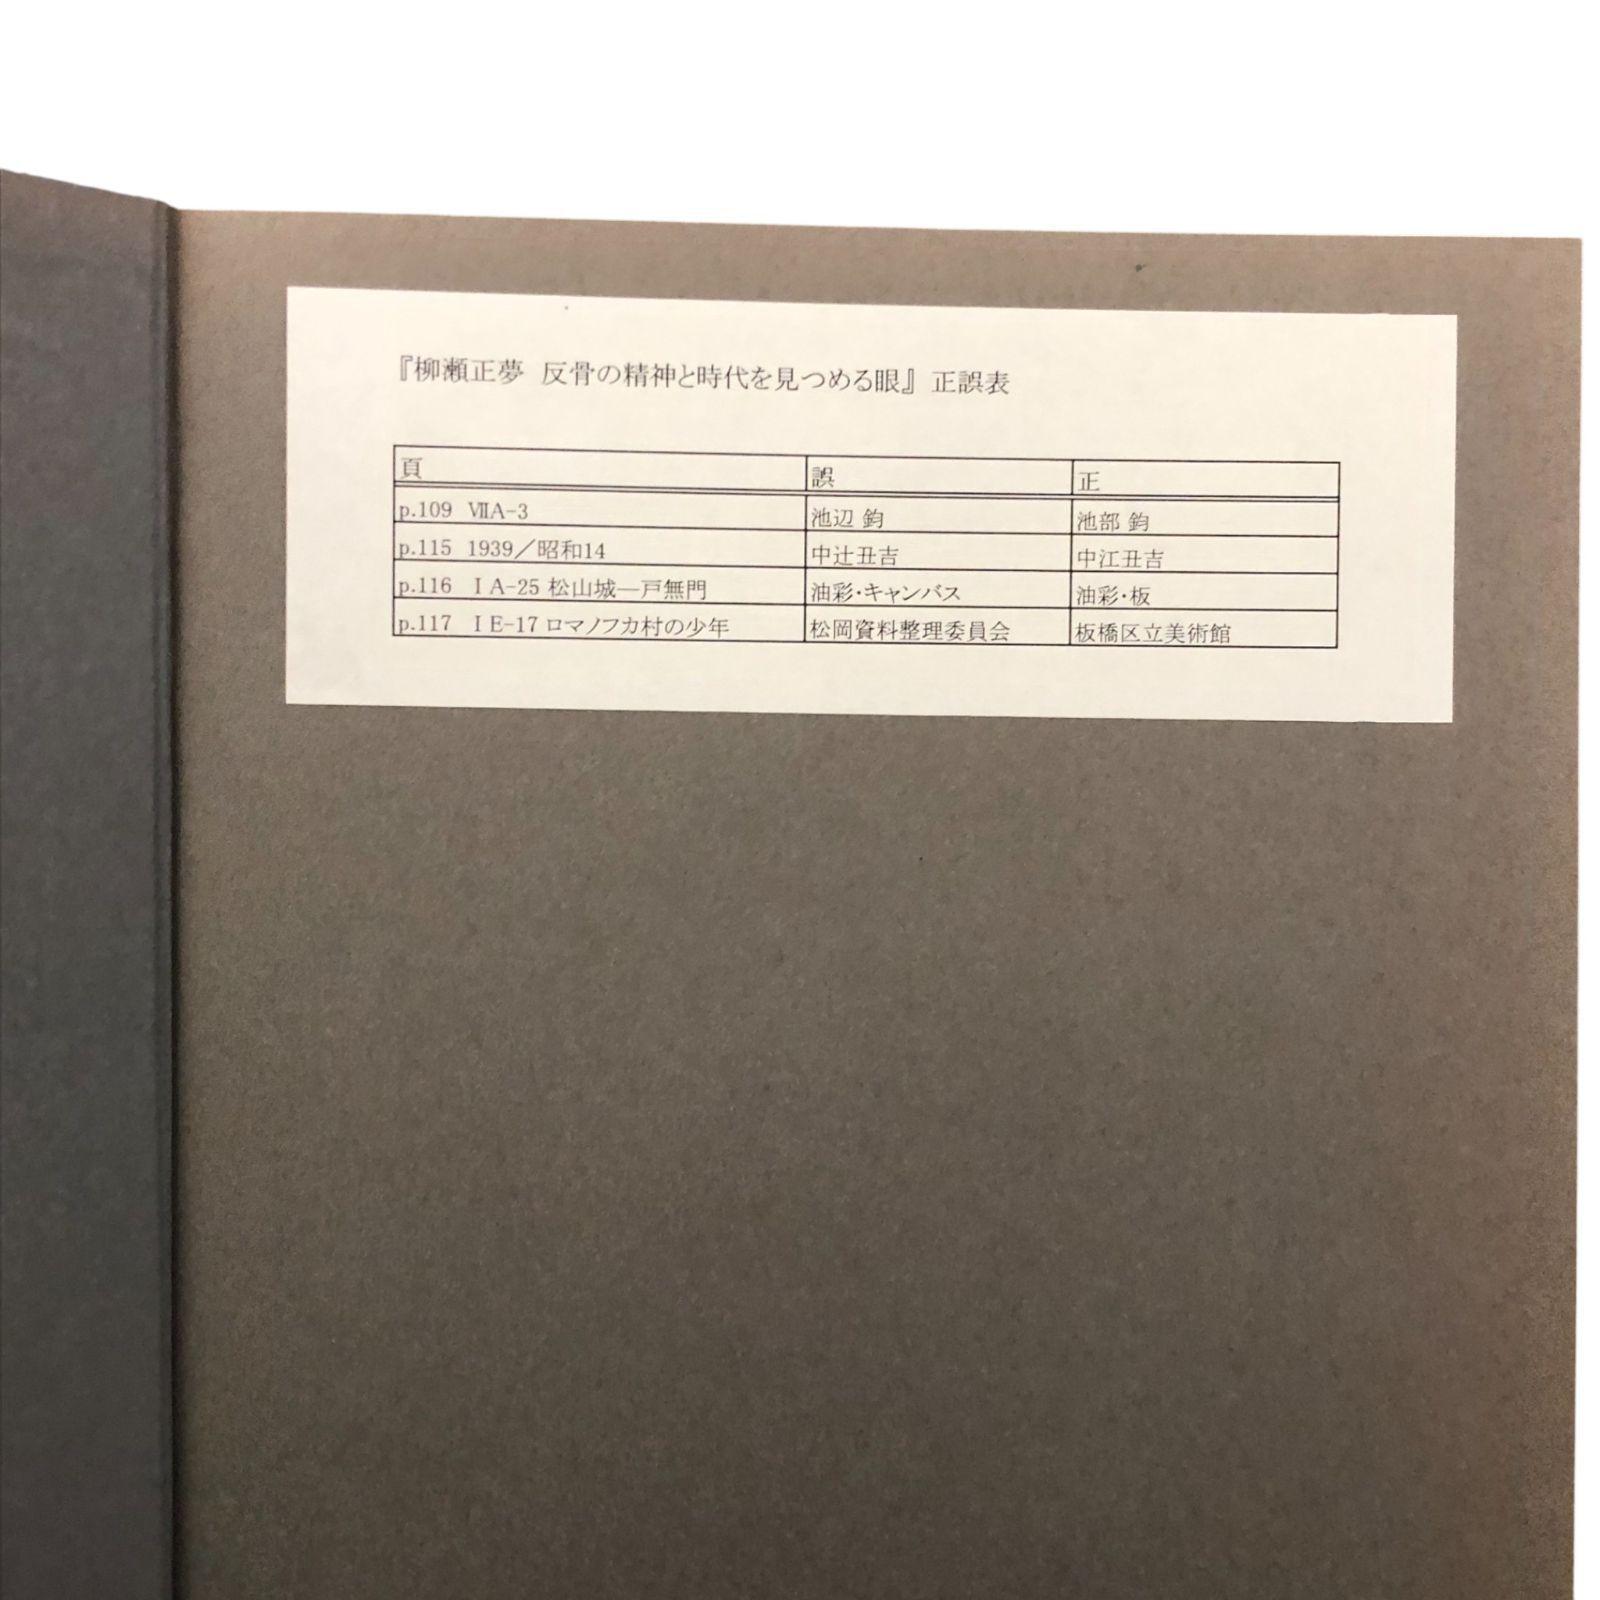 『柳瀬正夢 反骨の精神と時代を見つめる眼』 正誤表
頁 誤 正
p.109 ⅦA-3 池辺 鈞 池部 鈞
p.115 1939／昭和14 中辻丑吉 中江丑吉
p.116 ⅠA-25 松山城―戸無門 油彩・キャンバス 油彩・板
p.117 ⅠE-17 ロマノフカ村の少年 松岡資料整理委員会 板橋区立美術館